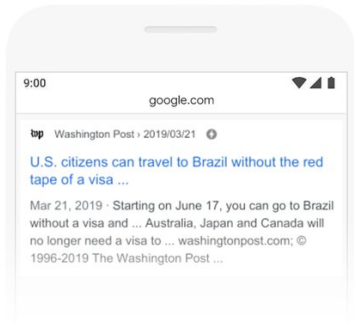 9:00
google.com
wp Washington Post › 2019/03/21
U.S. citizens can travel to Brazil without the red
tape of a visa ...
Mar 21, 2019 · Starting on June 17, you can go to Brazil
without a visa and ... Australia, Japan and Canada will
no longer need a visa to ... washingtonpost.com; ©
1996-2019 The Washington Post ...